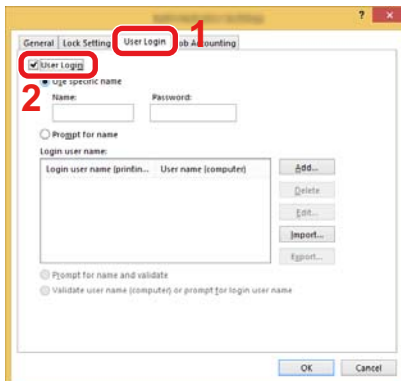 ?
General Lock Setting User Login Job Accounting
1
User Login
2
Use specific name
Name: Password:
Prompt for name
Login user name:
Login user name (printin... User name (computer)
Add...
Delete
Edit...
Import...
Export...
Prompt for name and validate
Validate user name (computer) or prompt for login user name
OK Cancel